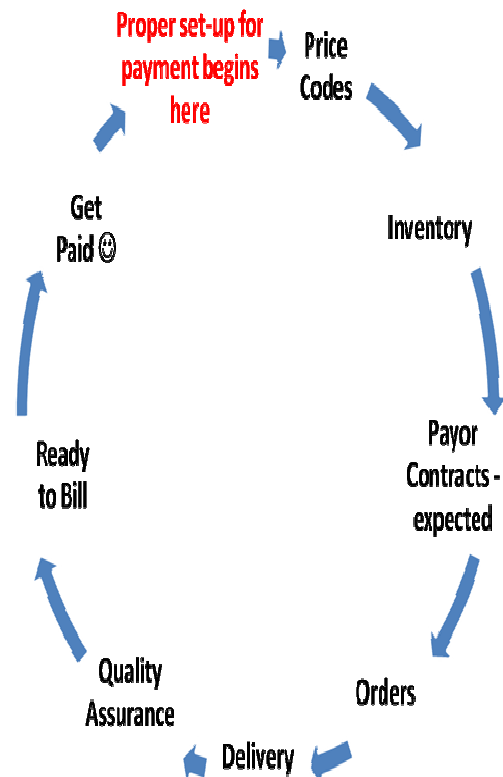 Proper set-up for
payment begins
here
Price
Codes
Inventory
Payor
Contracts -
expected
Orders
Delivery
Quality
Assurance
Ready
to Bill
Get
Paid ☺